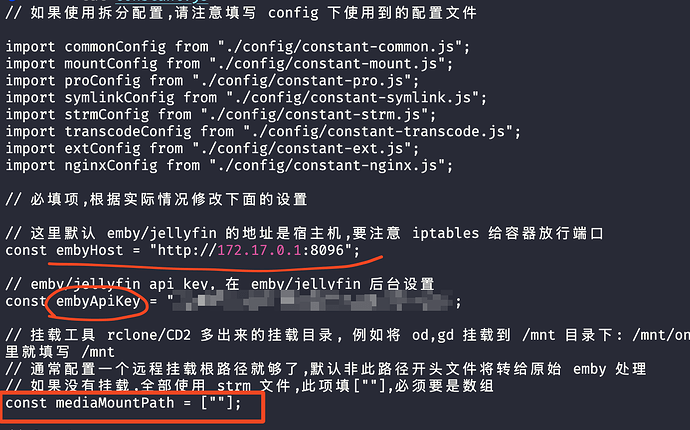 // 如果使用拆分配置,请注意填写 config 下使用到的配置文件
import commonConfig from "./config/constant-common.js";
import mountConfig from "./config/constant-mount.js";
import proConfig from "./config/constant-pro.js";
import symlinkConfig from "./config/constant-symlink.js";
import strmConfig from "./config/constant-strm.js";
import transcodeConfig from "./config/constant-transcode.js";
import extConfig from "./config/constant-ext.js";
import nginxConfig from "./config/constant-nginx.js";
// 必填项,根据实际情况修改下面的设置
// 这里默认 emby/jellyfin 的地址是宿主机,要注意 iptables 给容器放行端口
const embyHost = "http://172.17.0.1:8096";
// emby/jellyfin api key, 在 emby/jellyfin 后台设置
const embyApiKey = " ;
// 挂载工具 rclone/CD2 多出来的挂载目录, 例如将 od,gd 挂载到 /mnt 目录下: /mnt/on
里就填写 /mnt
// 通常配置一个远程挂载根路径就够了,默认非此路径开头文件将转给原始 emby 处理
// 如果没有挂载,全部使用 strm 文件,此项填[""],必须要是数组
const mediaMountPath = [""];